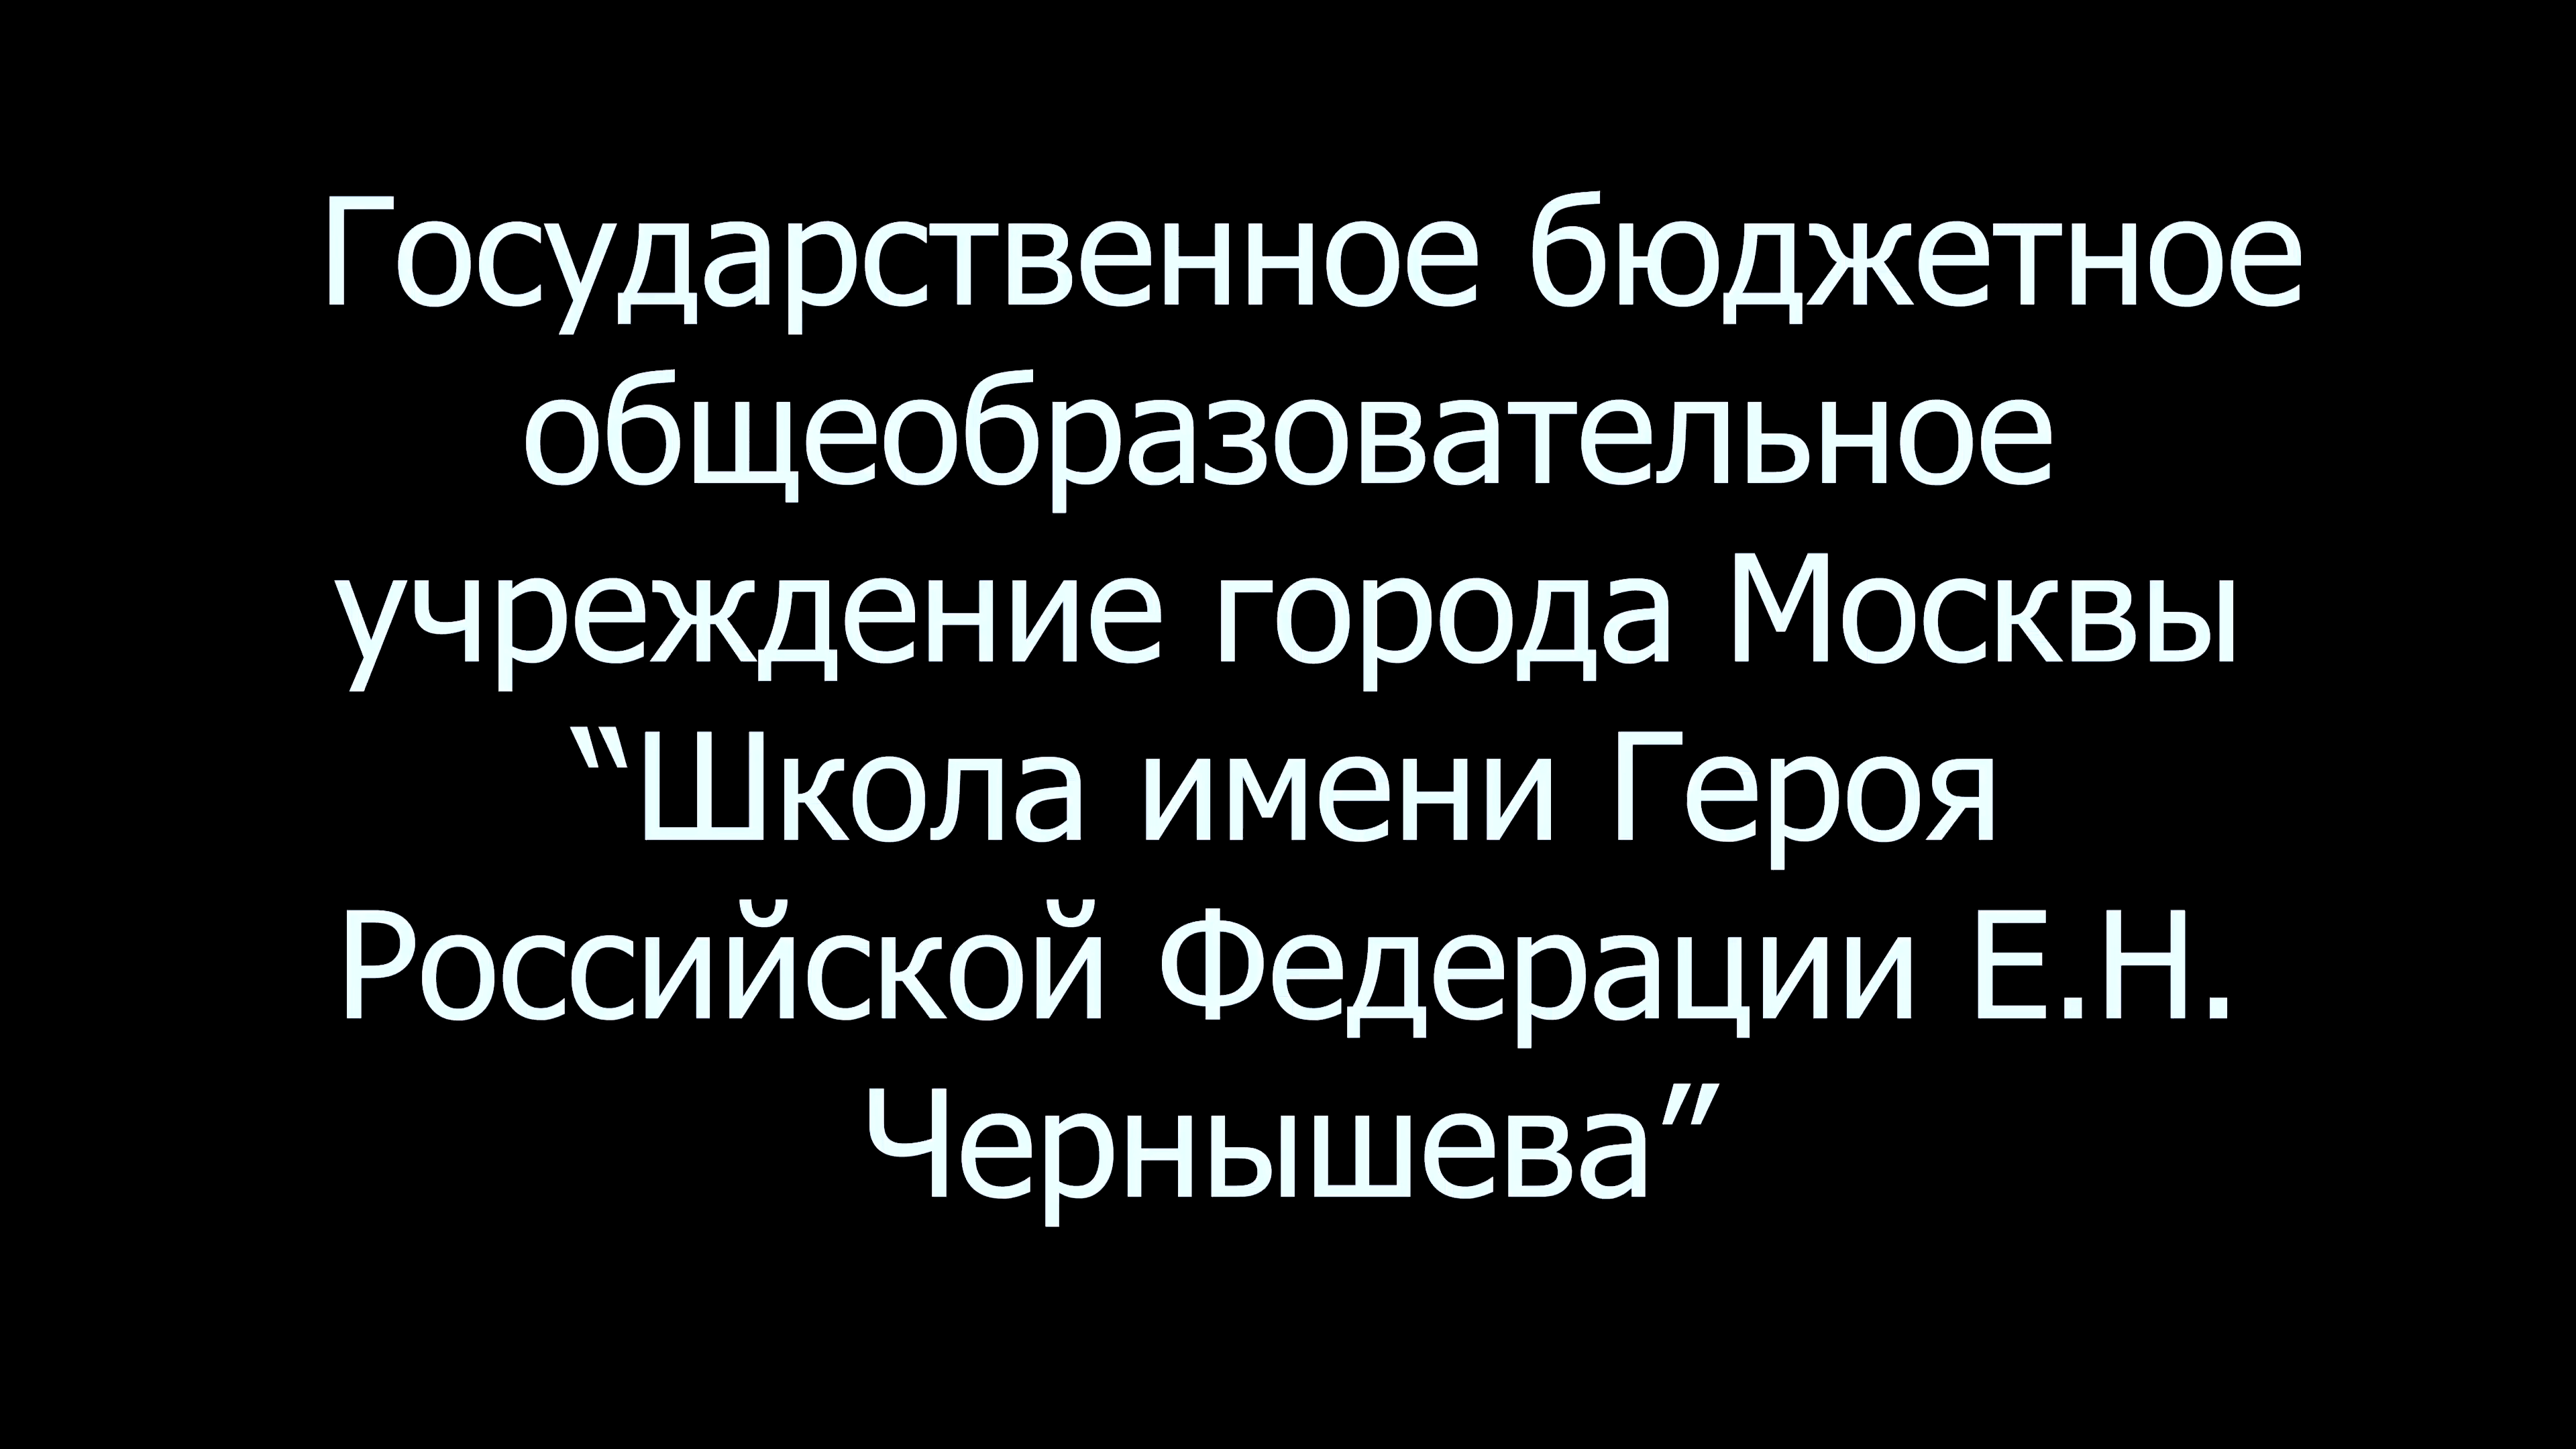 Государственное бюджетное
общеобразовательное
учреждение города Москвы
“Школа имени Героя
Российской Федерации Е.Н.
Чернышева”